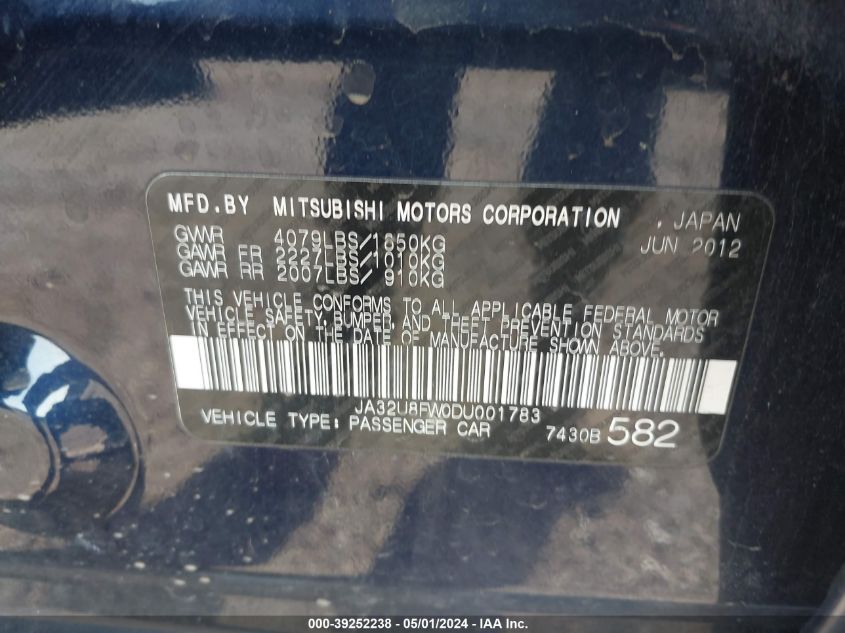 MFD.BY MITSUBISHI MOTORS CORPORATION , JAPAN
GVWR 4079LBS/1850KG JUN 2012
GAWR FR 2227LBS/1010KG
GAWR RR 2007LBS/ 910KG
THIS VEHICLE CONFORMS TO ALL APPLICABLE FEDERAL MOTOR
VEHICLE SAFETY, BUMPER, AND THEFT PREVENTION STANDARDS
IN EFFECT ON THE DATE OF MANUFACTURE SHOWN ABOVE.
JA32U8FW0DU001783
VEHICLE TYPE: PASSENGER CAR 7430B 582
000-39252238 - 05/01/2024 - IAA Inc.